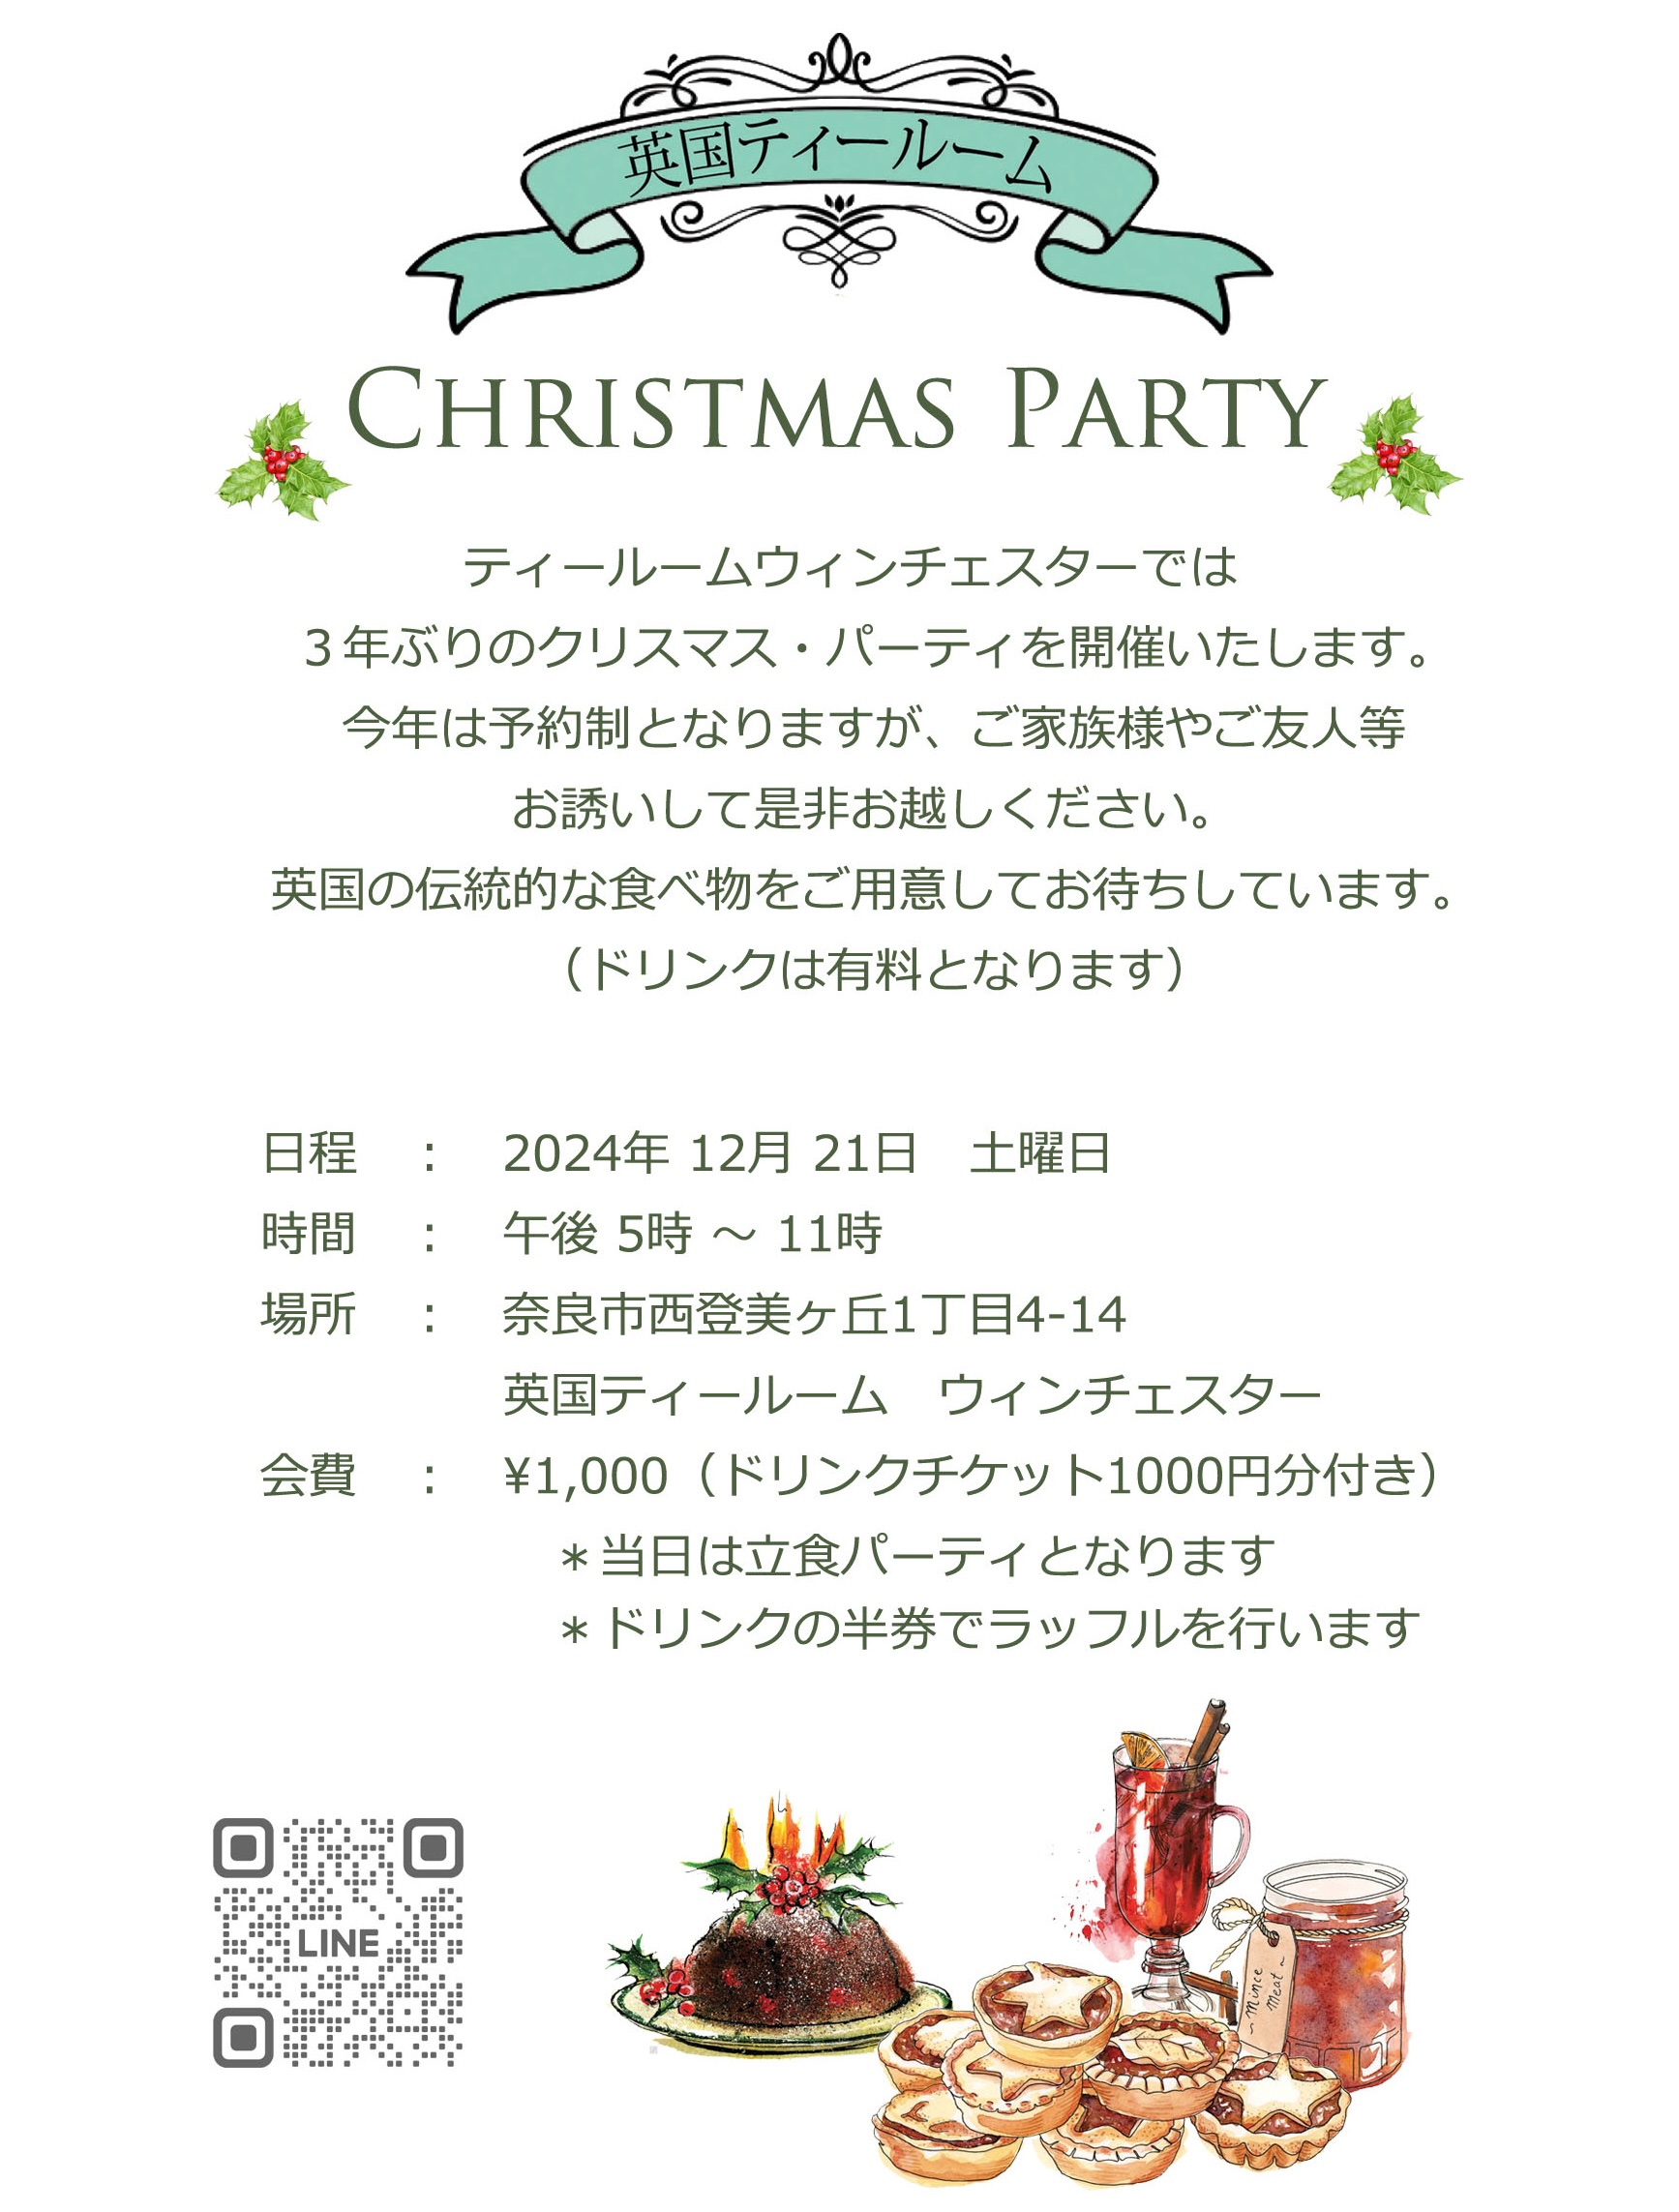 英国ティールーム
CHRISTMAS PARTY
ティールームウィンチェスターでは
３年ぶりのクリスマス・パーティを開催いたします。
今年は予約制となりますが、ご家族様やご友人等
お誘いして是非お越しください。
英国の伝統的な食べ物をご用意してお待ちしています。
（ドリンクは有料となります）
日程　：　2024年 12月 21日　土曜日
時間　：　午後 5時 ～ 11時
場所　：　奈良市西登美ヶ丘1丁目4-14
英国ティールーム　ウィンチェスター
会費　：　¥1,000（ドリンクチケット1000円分付き）
＊当日は立食パーティとなります
＊ドリンクの半券でラッフルを行います
LINE
~ Mince
Meat ~